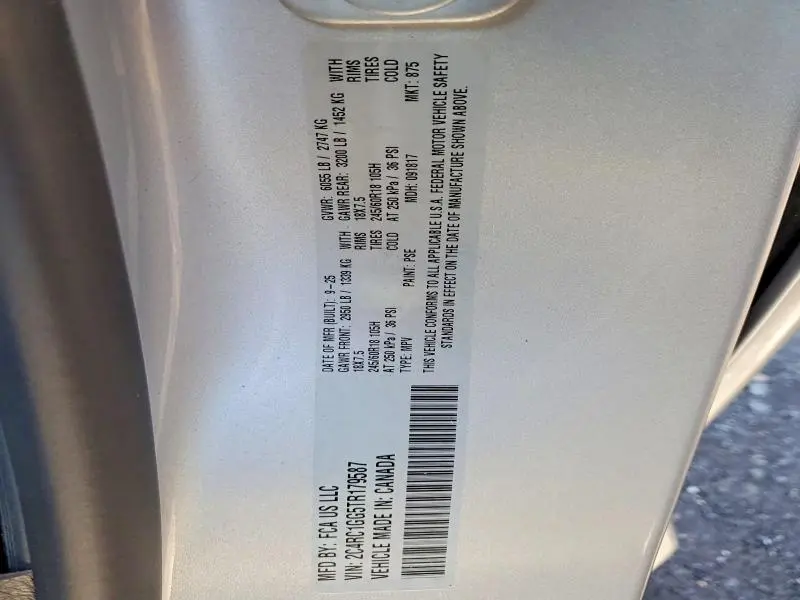 MFD BY: FCA US LLC
VIN: 2C4RC1GG5TR179587
VEHICLE MADE IN: CANADA
DATE OF MFR (BUILT): 9-25 GVWR: 6055 LB / 2747 KG
GAWR FRONT: 2950 LB / 1339 KG WITH GAWR REAR: 3200 LB / 1452 KG WITH
18X7.5 RIMS 18X7.5 RIMS
245/60R18 105H TIRES 245/60R18 105H TIRES
AT 250 kPa / 36 PSI COLD AT 250 kPa / 36 PSI COLD
TYPE: MPV PAINT: PSE MDH: 091817 MKT: 875
THIS VEHICLE CONFORMS TO ALL APPLICABLE U.S.A. FEDERAL MOTOR VEHICLE SAFETY
STANDARDS IN EFFECT ON THE DATE OF MANUFACTURE SHOWN ABOVE.